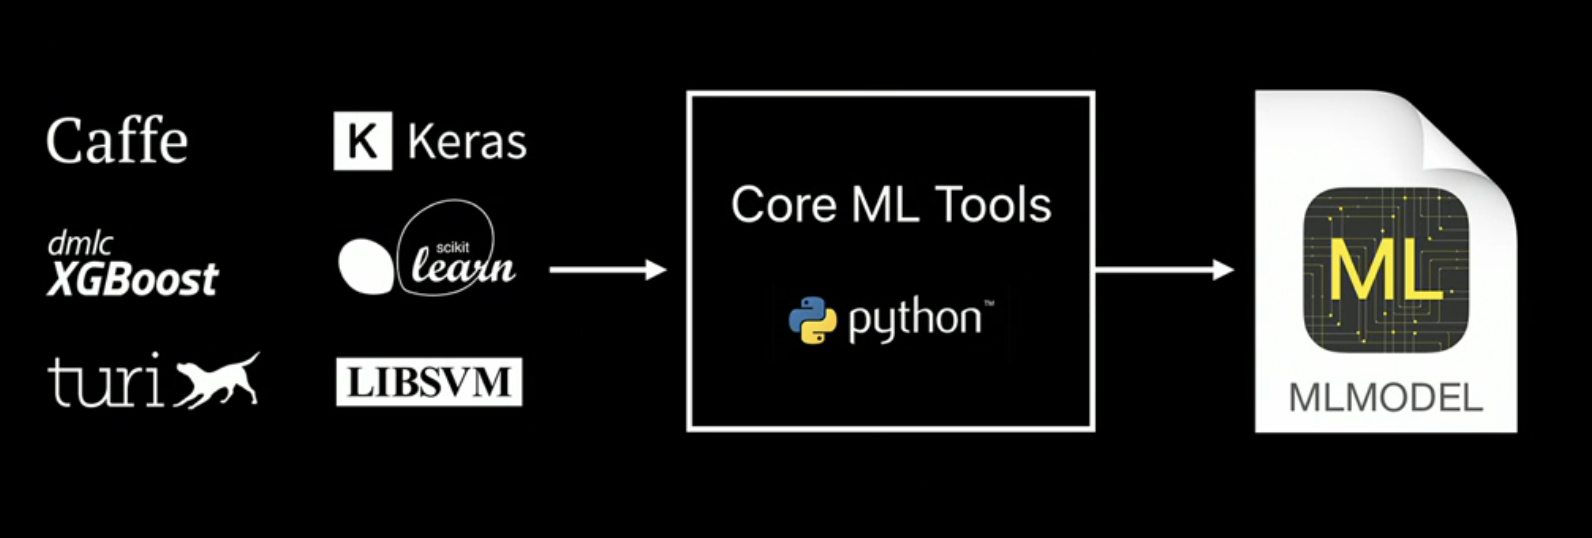 Caffe
K Keras
dmlc
XGBoost
scikit
learn
turi
LIBSVM
Core ML Tools
python™
ML
MLMODEL